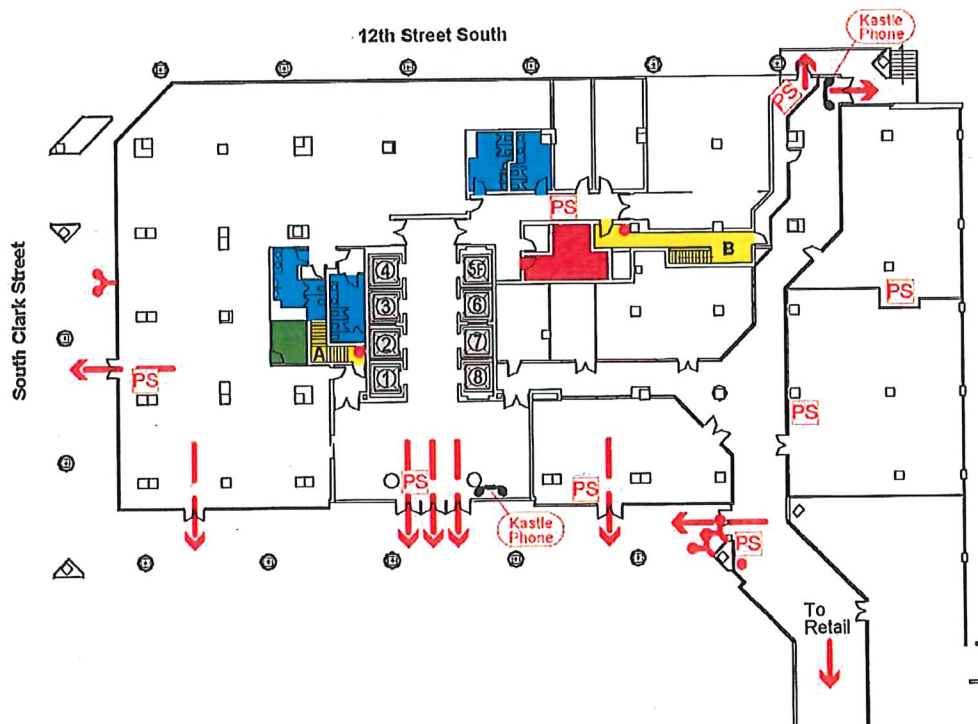 12th Street South
Kastle
Phone
PS
South Clark Street
PS
B
PS
4
5F
3
6
A
2
7
1
8
PS
PS
PS
PS
Kastle
Phone
PS
To
Retail